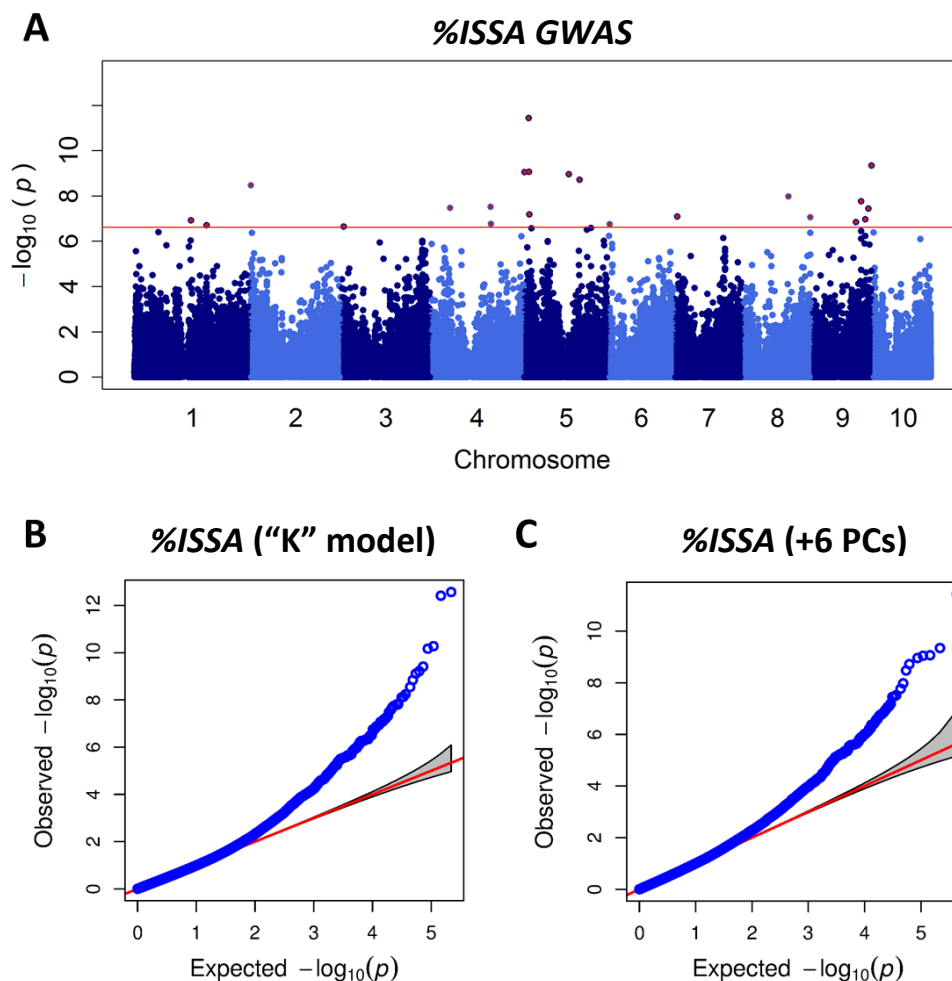 A
%ISSA GWAS
−log10(p)
10
8
6
4
2
0
1 2 3 4 5 6 7 8 9 10
Chromosome
B
%ISSA (“K” model)
Observed −log10(p)
12
10
8
6
4
2
0
0 1 2 3 4 5
Expected −log10(p)
C
%ISSA (+6 PCs)
Observed −log10(p)
10
8
6
4
2
0
0 1 2 3 4 5
Expected −log10(p)